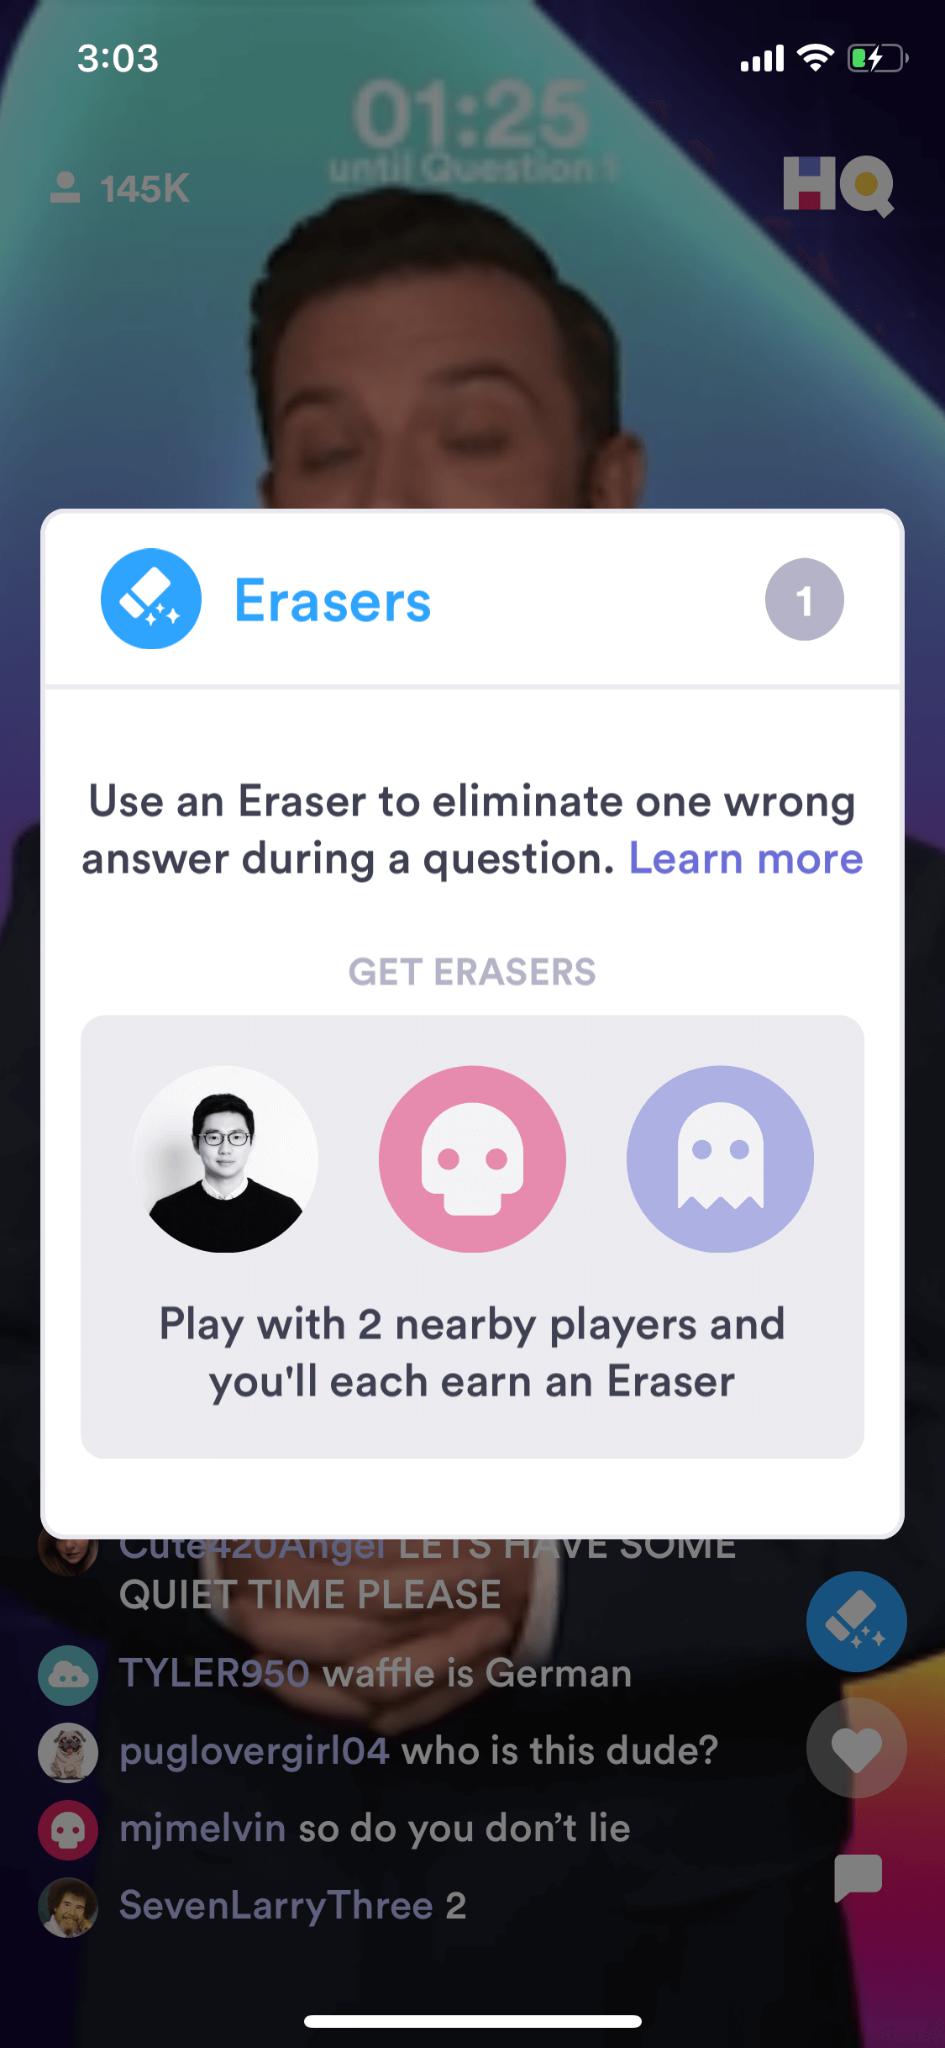 3:03
01:25
until Question 1
145K
HQ
Erasers
1
Use an Eraser to eliminate one wrong
answer during a question. Learn more
GET ERASERS
Play with 2 nearby players and
you'll each earn an Eraser
Cute420Angel LETS HAVE SOME
QUIET TIME PLEASE
TYLER950 waffle is German
puglovergirl04 who is this dude?
mjmelvin so do you don’t lie
SevenLarryThree 2